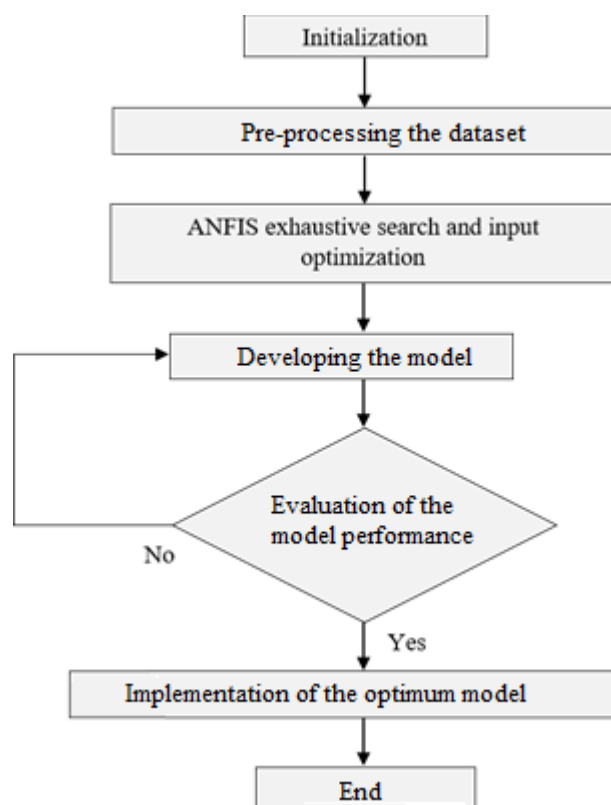 Initialization
Pre-processing the dataset
ANFIS exhaustive search and input
optimization
Developing the model
Evaluation of the
model performance
No
Yes
Implementation of the optimum model
End